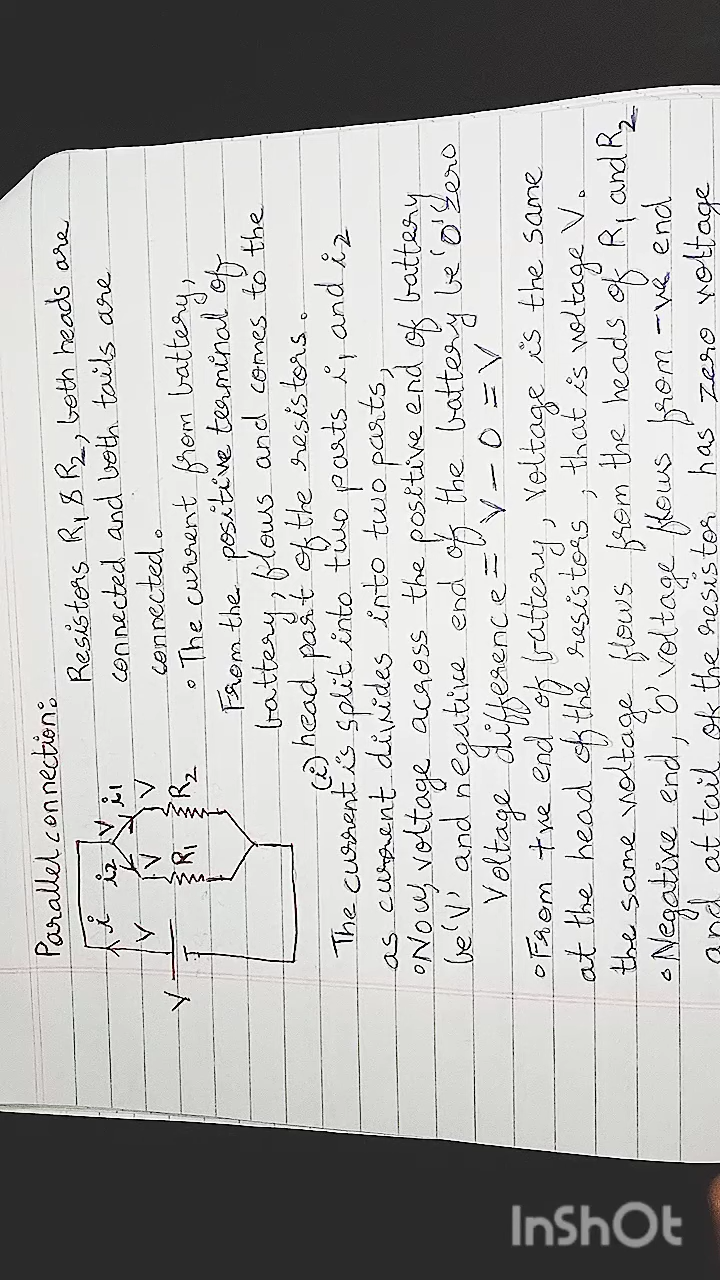 Parallel connection:
Resistors R1 & R2, both heads are
connected and both tails are
connected.
• The current from battery,
From the positive terminal of
battery, flows and comes to the
(i) head part of the resistors.
The current is split into two parts i1 and i2
as current divides into two parts,
• Now, voltage across the positive end of battery
be 'V' and negative end of the battery be '0' zero
Voltage difference = V - 0 = V
• From +ve end of battery, voltage is the same
at the head of the resistors, that is voltage V.
the same voltage flows from the heads of R1 and R2
• Negative end, '0' voltage flows from -ve end
and at tail of the resistor has zero voltage
i
i2
V
i1
V
V
V
R1
R2
V
InShOt